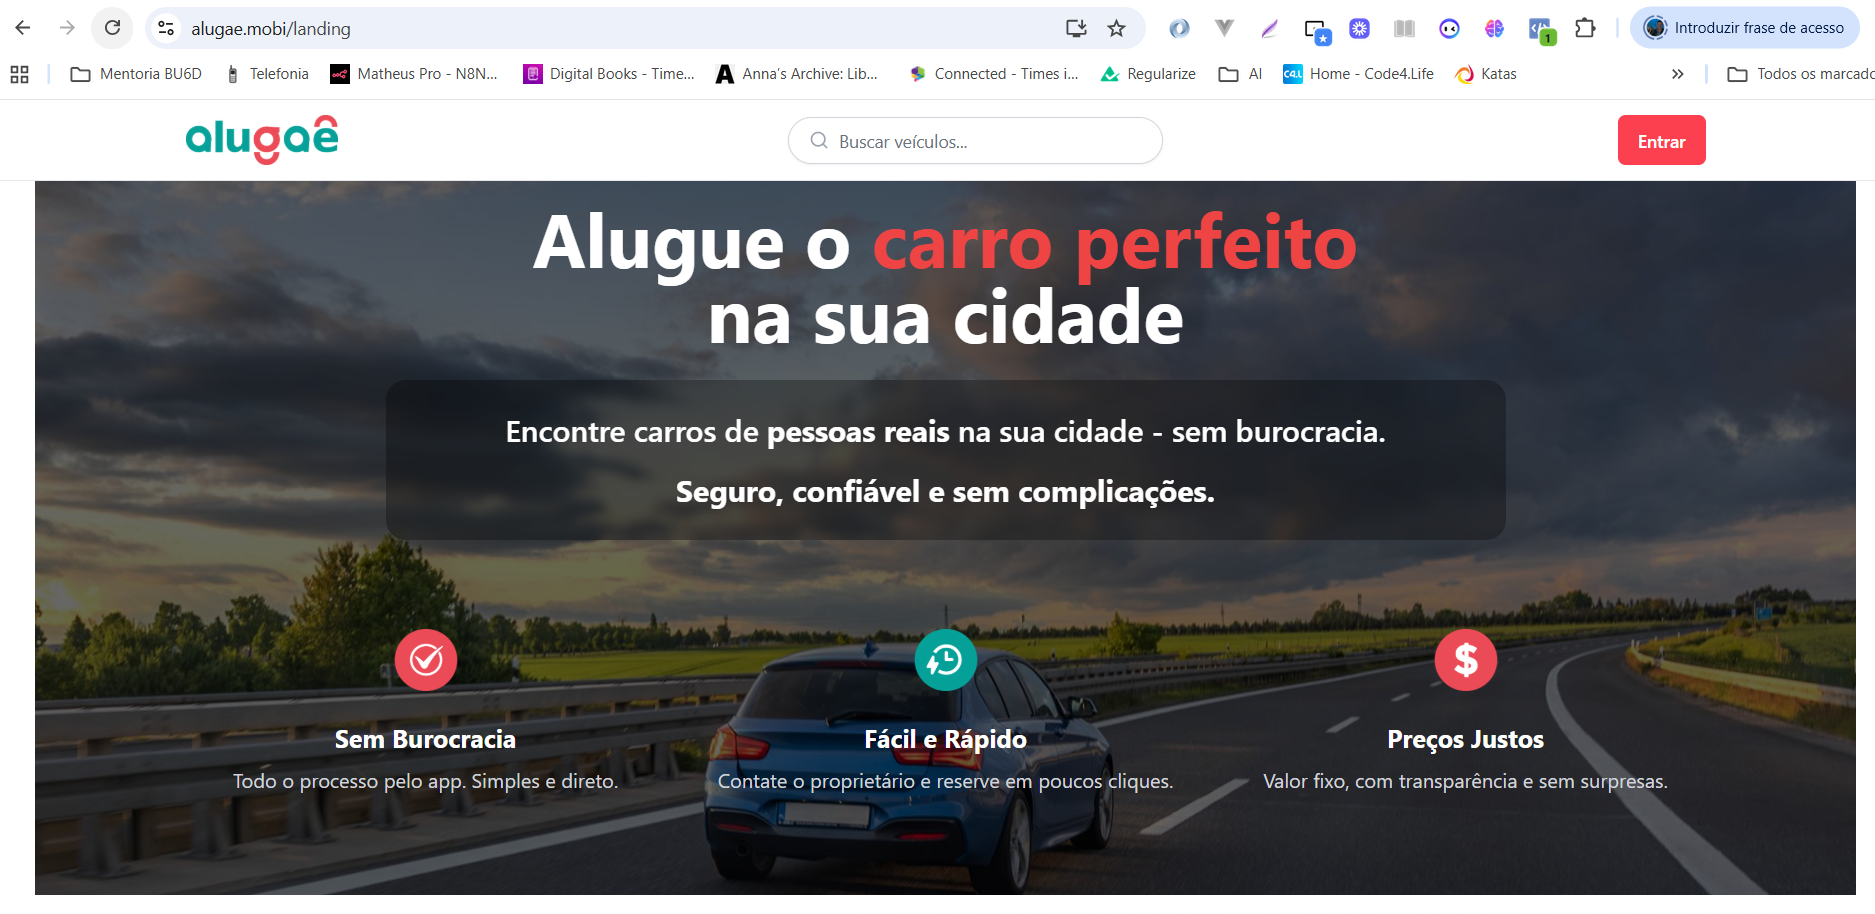 alugae.mobi/landing
Introduzir frase de acesso
Mentoria BU6D
Telefonia
Matheus Pro - N8N...
Digital Books - Time...
Anna's Archive: Lib...
Connected - Times i...
Regularize
AI
Home - Code4.Life
Katas
Todos os marcado
alugaê
Buscar veículos...
Entrar
Alugue o carro perfeito
na sua cidade
Encontre carros de pessoas reais na sua cidade - sem burocracia.
Seguro, confiável e sem complicações.
Sem Burocracia
Fácil e Rápido
Preços Justos
Todo o processo pelo app. Simples e direto.
Contate o proprietário e reserve em poucos cliques.
Valor fixo, com transparência e sem surpresas.